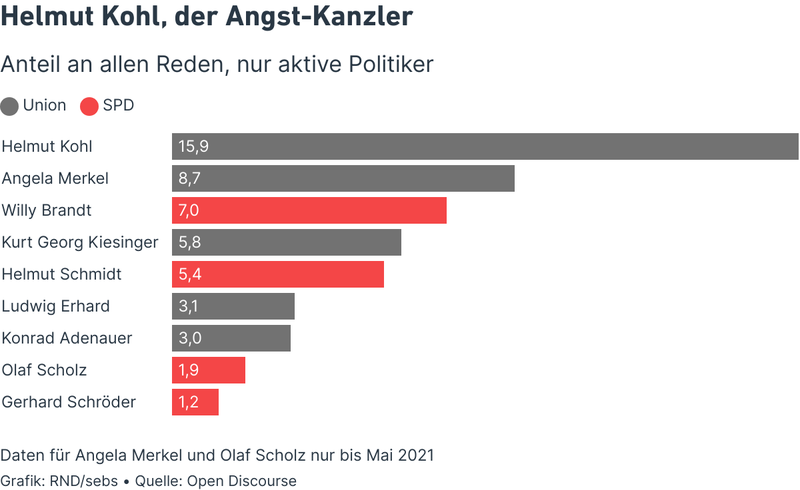 Helmut Kohl, der Angst-Kanzler
Anteil an allen Reden, nur aktive Politiker
Union SPD
Helmut Kohl 15,9
Angela Merkel 8,7
Willy Brandt 7,0
Kurt Georg Kiesinger 5,8
Helmut Schmidt 5,4
Ludwig Erhard 3,1
Konrad Adenauer 3,0
Olaf Scholz 1,9
Gerhard Schröder 1,2
Daten für Angela Merkel und Olaf Scholz nur bis Mai 2021
Grafik: RND/sebs • Quelle: Open Discourse